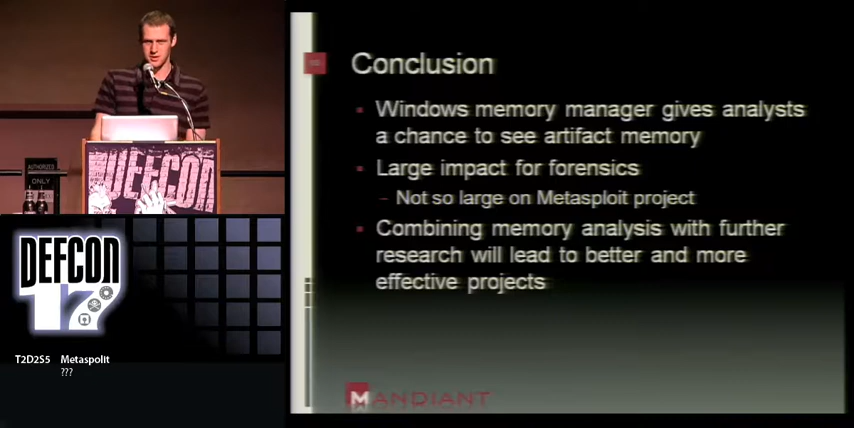 Conclusion
Windows memory manager gives analysts
a chance to see artifact memory
Large impact for forensics
– Not so large on Metasploit project
Combining memory analysis with further
research will lead to better and more
effective projects
MANDIANT
AUTHORIZED
ONLY
DEFCON
DEFCON
17
T2D2S5 Metaspolit
???